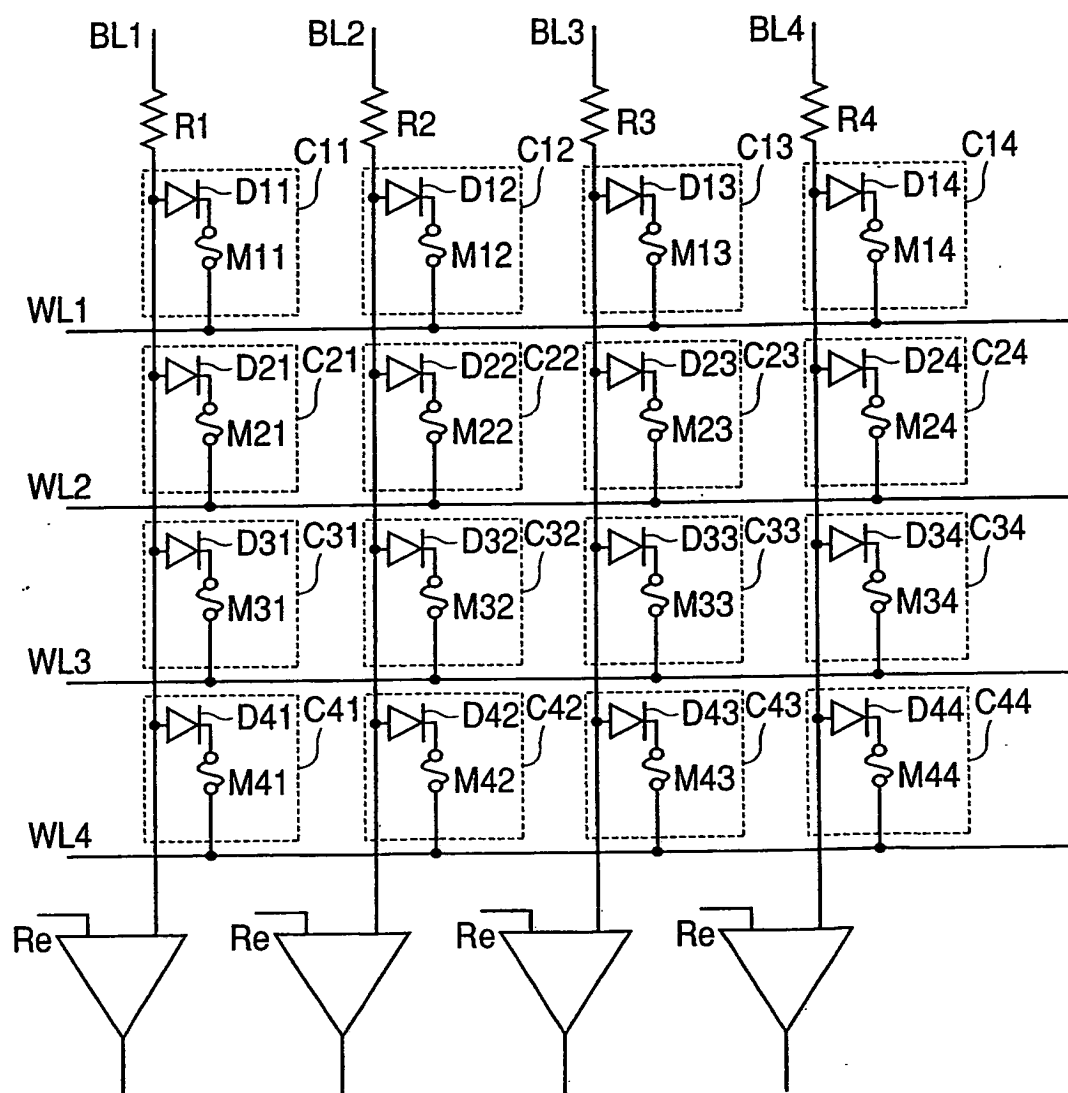 BL1 BL2 BL3 BL4
R1 R2 R3 R4
C11 C12 C13 C14
D11 D12 D13 D14
M11 M12 M13 M14
WL1
D21 C21 D22 C22 D23 C23 D24 C24
M21 M22 M23 M24
WL2
D31 C31 D32 C32 D33 C33 D34 C34
M31 M32 M33 M34
WL3
D41 C41 D42 C42 D43 C43 D44 C44
M41 M42 M43 M44
WL4
Re Re Re Re